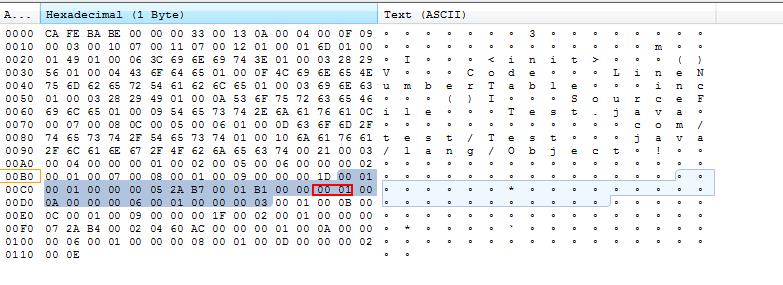 A... Hexadecimal (1 Byte) Text (ASCII)
0000 CA FE BA BE 00 00 00 33 00 13 0A 00 04 00 0F 09 ° ° ° ° ° ° ° 3 ° ° ° ° ° ° ° °
0010 00 03 00 10 07 00 11 07 00 12 01 00 01 6D 01 00 ° ° ° ° ° ° ° ° ° ° ° ° ° m ° °
0020 01 49 01 00 06 3C 69 6E 69 74 3E 01 00 03 28 29 ° I ° ° ° < i n i t > ° ° ° ( )
0030 56 01 00 04 43 6F 64 65 01 00 0F 4C 69 6E 65 4E V ° ° ° C o d e ° ° ° L i n e N
0040 75 6D 62 65 72 54 61 62 6C 65 01 00 03 69 6E 63 u m b e r T a b l e ° ° ° i n c
0050 01 00 03 28 29 49 01 00 0A 53 6F 75 72 63 65 46 ° ° ° ( ) I ° ° ° S o u r c e F
0060 69 6C 65 01 00 09 54 65 73 74 2E 6A 61 76 61 0C i l e ° ° ° T e s t . j a v a °
0070 00 07 00 08 0C 00 05 00 06 01 00 0D 63 6F 6D 2F ° ° ° ° ° ° ° ° ° ° ° ° c o m /
0080 74 65 73 74 2F 54 65 73 74 01 00 10 6A 61 76 61 t e s t / T e s t ° ° ° j a v a
0090 2F 6C 61 6E 67 2F 4F 62 6A 65 63 74 00 21 00 03 / l a n g / O b j e c t ° ! ° °
00A0 00 04 00 00 00 01 00 02 00 05 00 06 00 00 00 02 ° ° ° ° ° ° ° ° ° ° ° ° ° ° ° °
00B0 00 01 00 07 00 08 00 01 00 09 00 00 00 1D 00 01 ° ° ° ° ° ° ° ° ° ° ° ° ° ° ° °
00C0 00 01 00 00 00 05 2A B7 00 01 B1 00 00 00 01 00 ° ° ° ° ° ° * ° ° ° ° ° ° ° ° °
00D0 0A 00 00 00 06 00 01 00 00 00 03 00 01 00 0B 00 ° ° ° ° ° ° ° ° ° ° ° ° ° ° ° °
00E0 0C 00 01 00 09 00 00 00 1F 00 02 00 01 00 00 00 ° ° ° ° ° ° ° ° ° ° ° ° ° ° ° °
00F0 07 2A B4 00 02 04 60 AC 00 00 00 01 00 0A 00 00 ° * ° ° ° ° ` ° ° ° ° ° ° ° ° °
0100 00 06 00 01 00 00 00 08 00 01 00 0D 00 00 00 02 ° ° ° ° ° ° ° ° ° ° ° ° ° ° ° °
0110 00 0E ° °